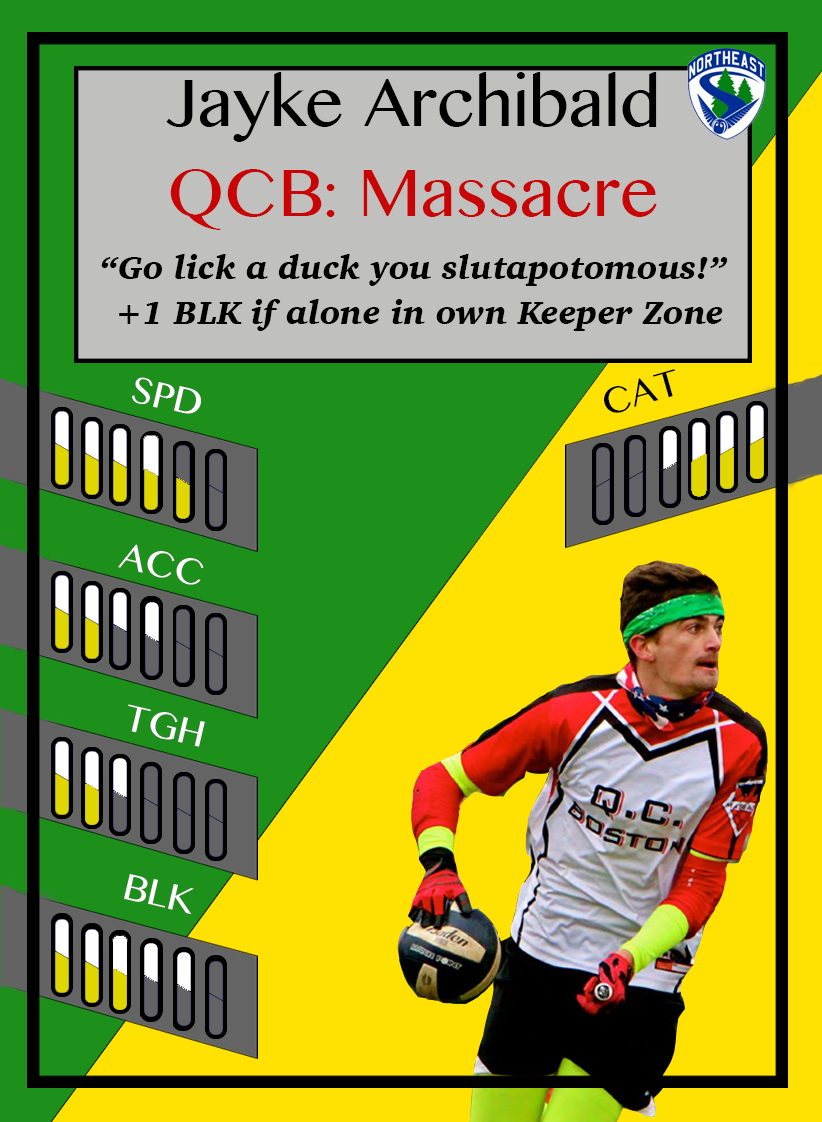 NORTHEAST
Jayke Archibald
QCB: Massacre
“Go lick a duck you slutapotomous!”
+1 BLK if alone in own Keeper Zone
SPD
CAT
ACC
TGH
BLK
Q.C.
BOSTON